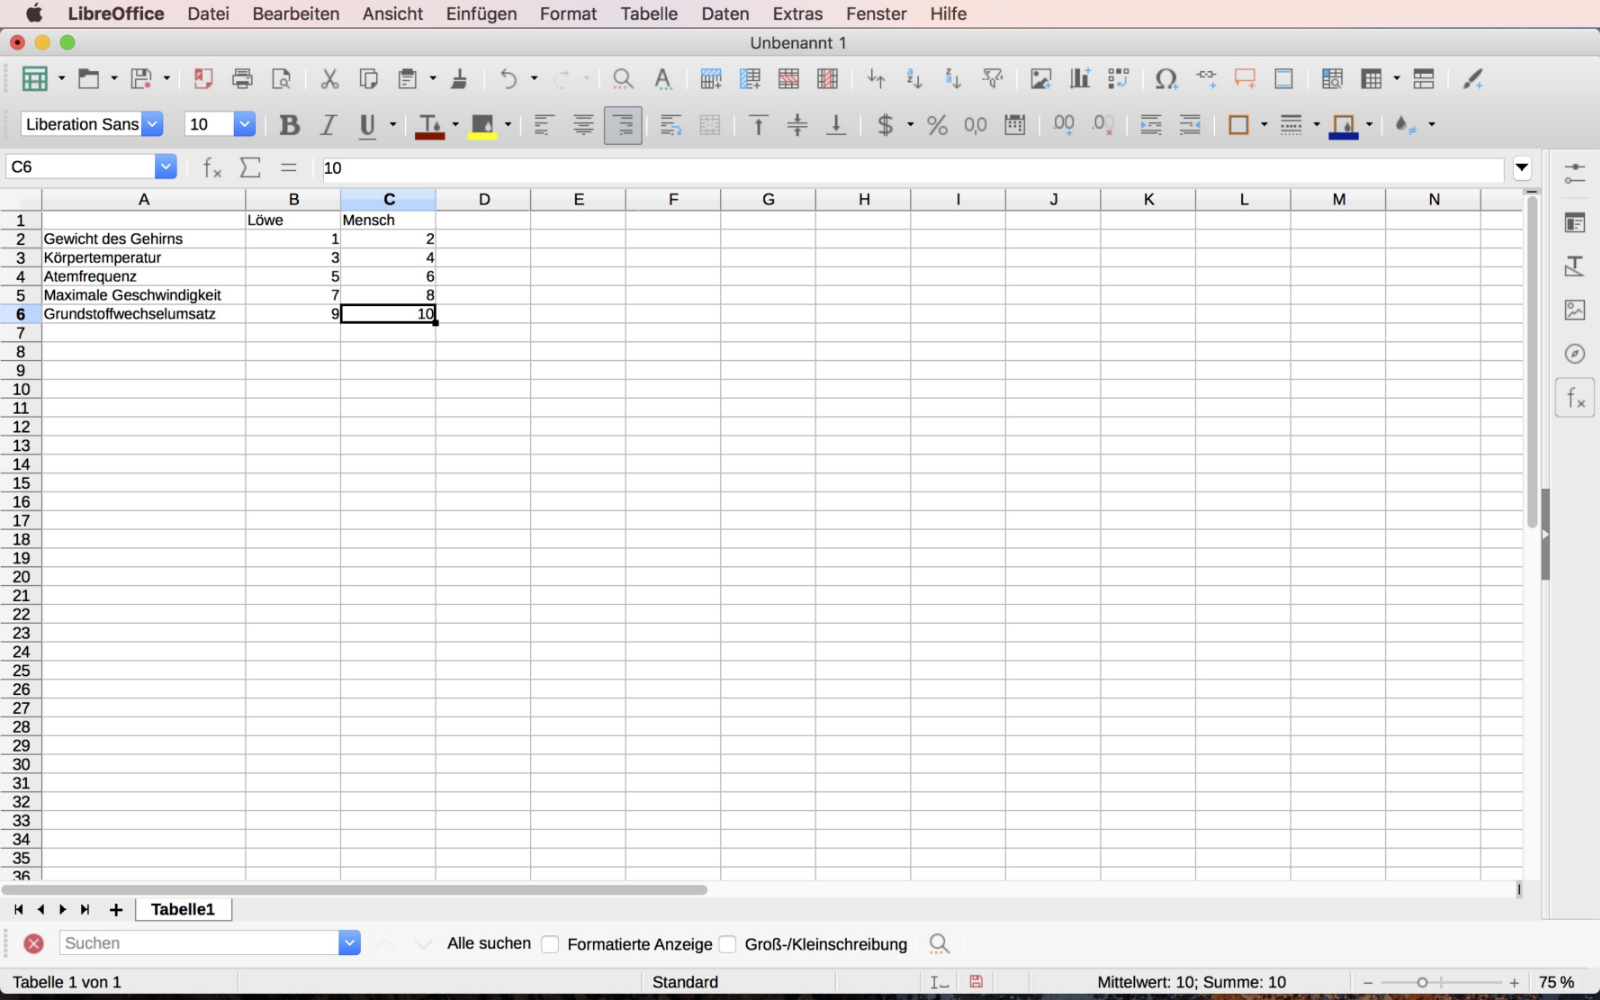 LibreOffice Datei Bearbeiten Ansicht Einfügen Format Tabelle Daten Extras Fenster Hilfe
Unbenannt 1
Liberation Sans 10
C6 10
A B C D E F G H I J K L M N
1 Löwe Mensch
2 Gewicht des Gehirns 1 2
3 Körpertemperatur 3 4
4 Atemfrequenz 5 6
5 Maximale Geschwindigkeit 7 8
6 Grundstoffwechselumsatz 9 10
7
8
9
10
11
12
13
14
15
16
17
18
19
20
21
22
23
24
25
26
27
28
29
30
31
32
33
34
35
36
Tabelle1
Suchen Alle suchen Formatierte Anzeige Groß-/Kleinschreibung
Tabelle 1 von 1 Standard Mittelwert: 10; Summe: 10 75 %